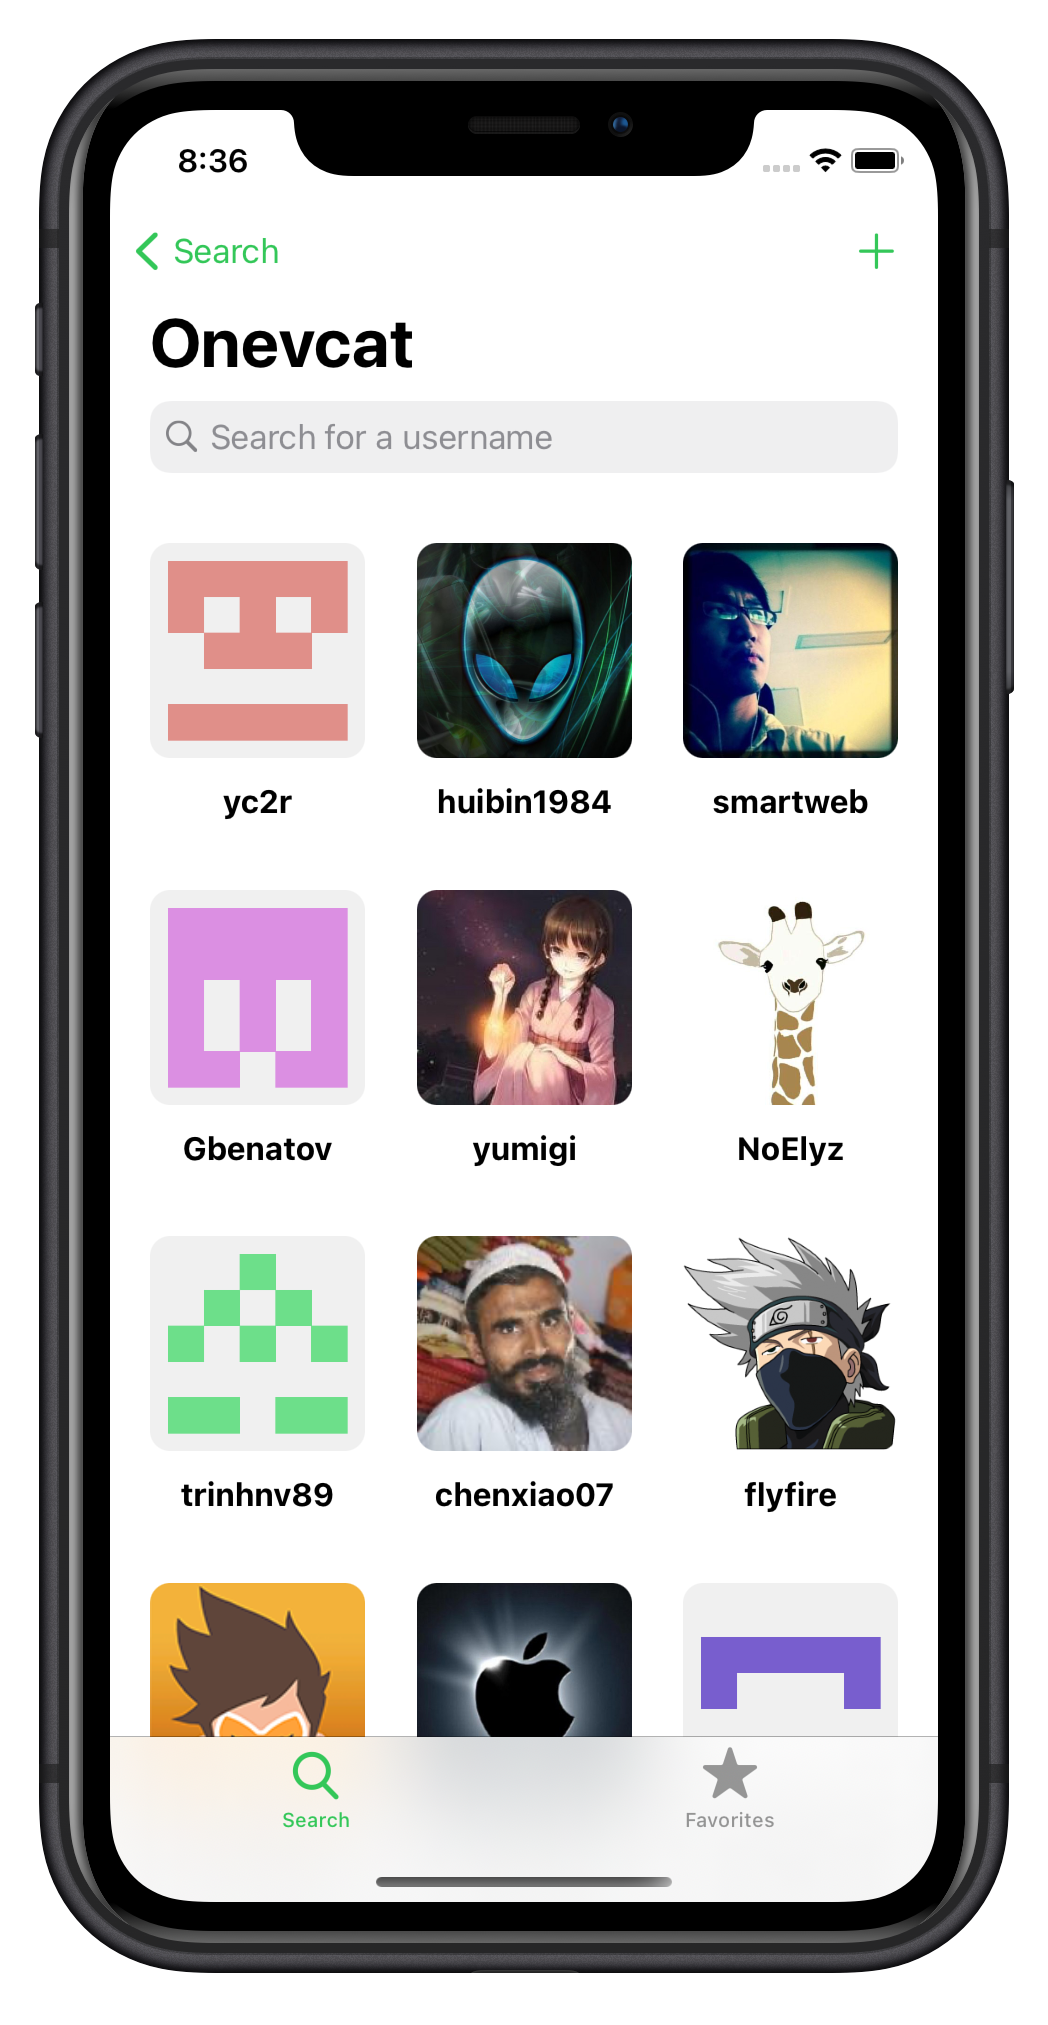 8:36
Search
Onevcat
Search for a username
yc2r huibin1984 smartweb
Gbenatov yumigi NoElyz
trinhnv89 chenxiao07 flyfire
Search Favorites